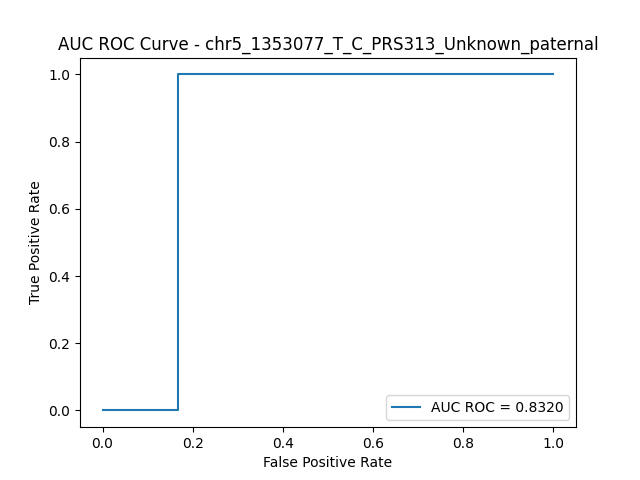 AUC ROC Curve - chr5_1353077_T_C_PRS313_Unknown_paternal
True Positive Rate
1.0
0.8
0.6
0.4
0.2
0.0
AUC ROC = 0.8320
0.0 0.2 0.4 0.6 0.8 1.0
False Positive Rate